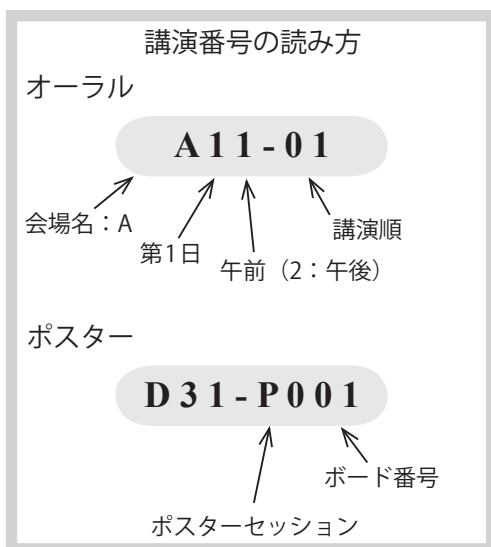 講演番号の読み方
オーラル
A11-01
会場名：A
第1日
午前（2：午後）
講演順
ポスター
D31-P001
ボード番号
ポスターセッション